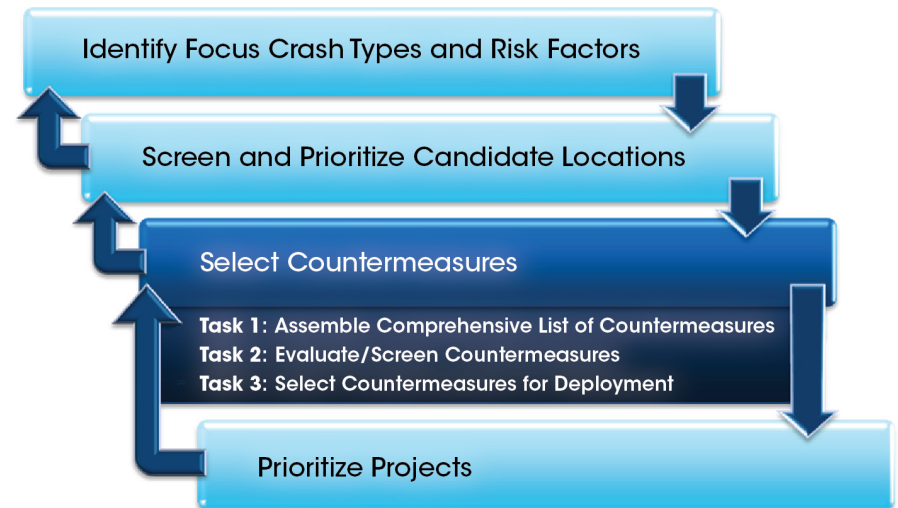 Identify Focus Crash Types and Risk Factors
Screen and Prioritize Candidate Locations
Select Countermeasures
Task 1: Assemble Comprehensive List of Countermeasures
Task 2: Evaluate/Screen Countermeasures
Task 3: Select Countermeasures for Deployment
Prioritize Projects